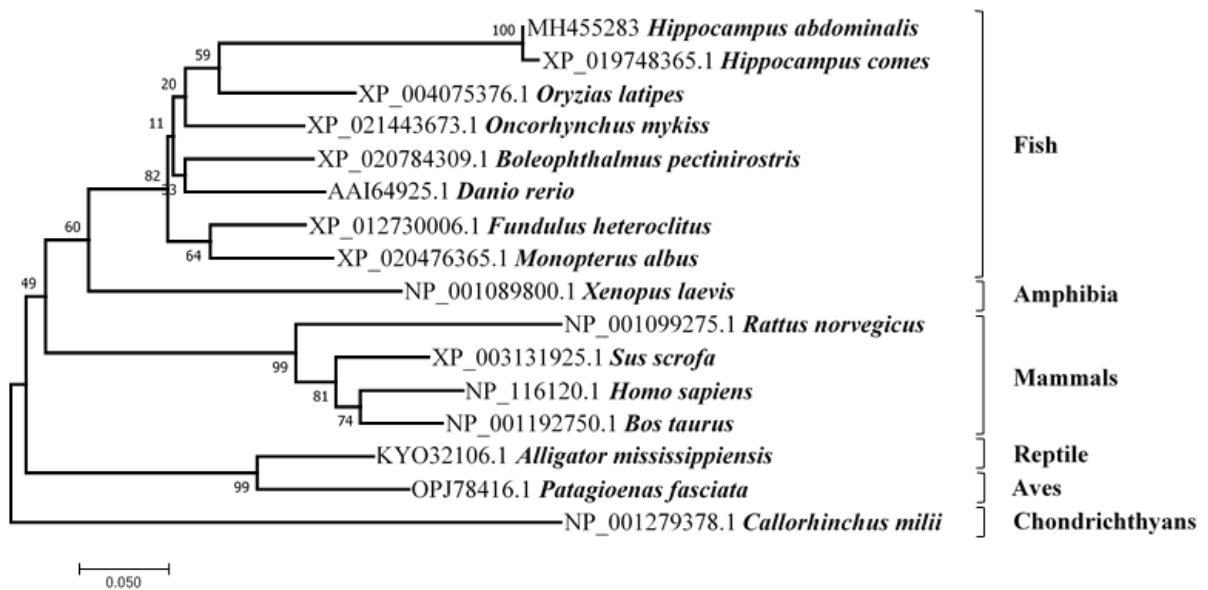 100 MH455283 Hippocampus abdominalis
59 XP_019748365.1 Hippocampus comes
20 XP_004075376.1 Oryzias latipes
11 XP_021443673.1 Oncorhynchus mykiss
Fish
XP_020784309.1 Boleophthalmus pectinirostris
82 33 AAI64925.1 Danio rerio
60 XP_012730006.1 Fundulus heteroclitus
64 XP_020476365.1 Monopterus albus
49 NP_001089800.1 Xenopus laevis
Amphibia
NP_001099275.1 Rattus norvegicus
99 XP_003131925.1 Sus scrofa
Mammals
81 NP_116120.1 Homo sapiens
74 NP_001192750.1 Bos taurus
KYO32106.1 Alligator mississippiensis Reptile
99 OPJ78416.1 Patagioenas fasciata Aves
NP_001279378.1 Callorhinchus milii Chondrichthyans
0.050